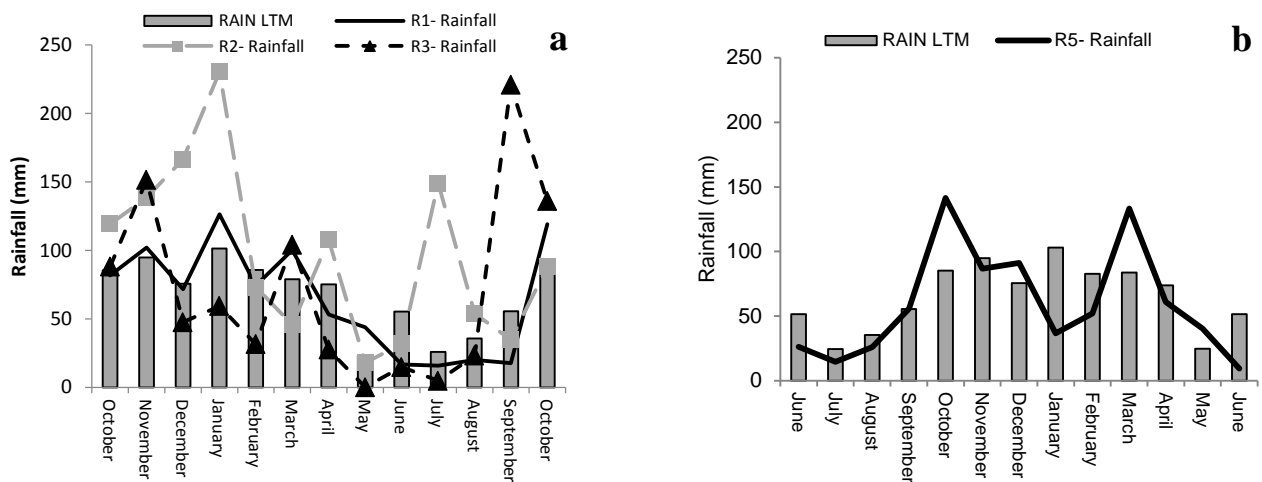 RAIN LTM R1- Rainfall
R2- Rainfall R3- Rainfall
a
250
200
150
100
50
0
Rainfall (mm)
October
November
December
January
February
March
April
May
June
July
August
September
October
RAIN LTM R5- Rainfall
b
250
200
150
100
50
0
Rainfall (mm)
June
July
August
September
October
November
December
January
February
March
April
May
June